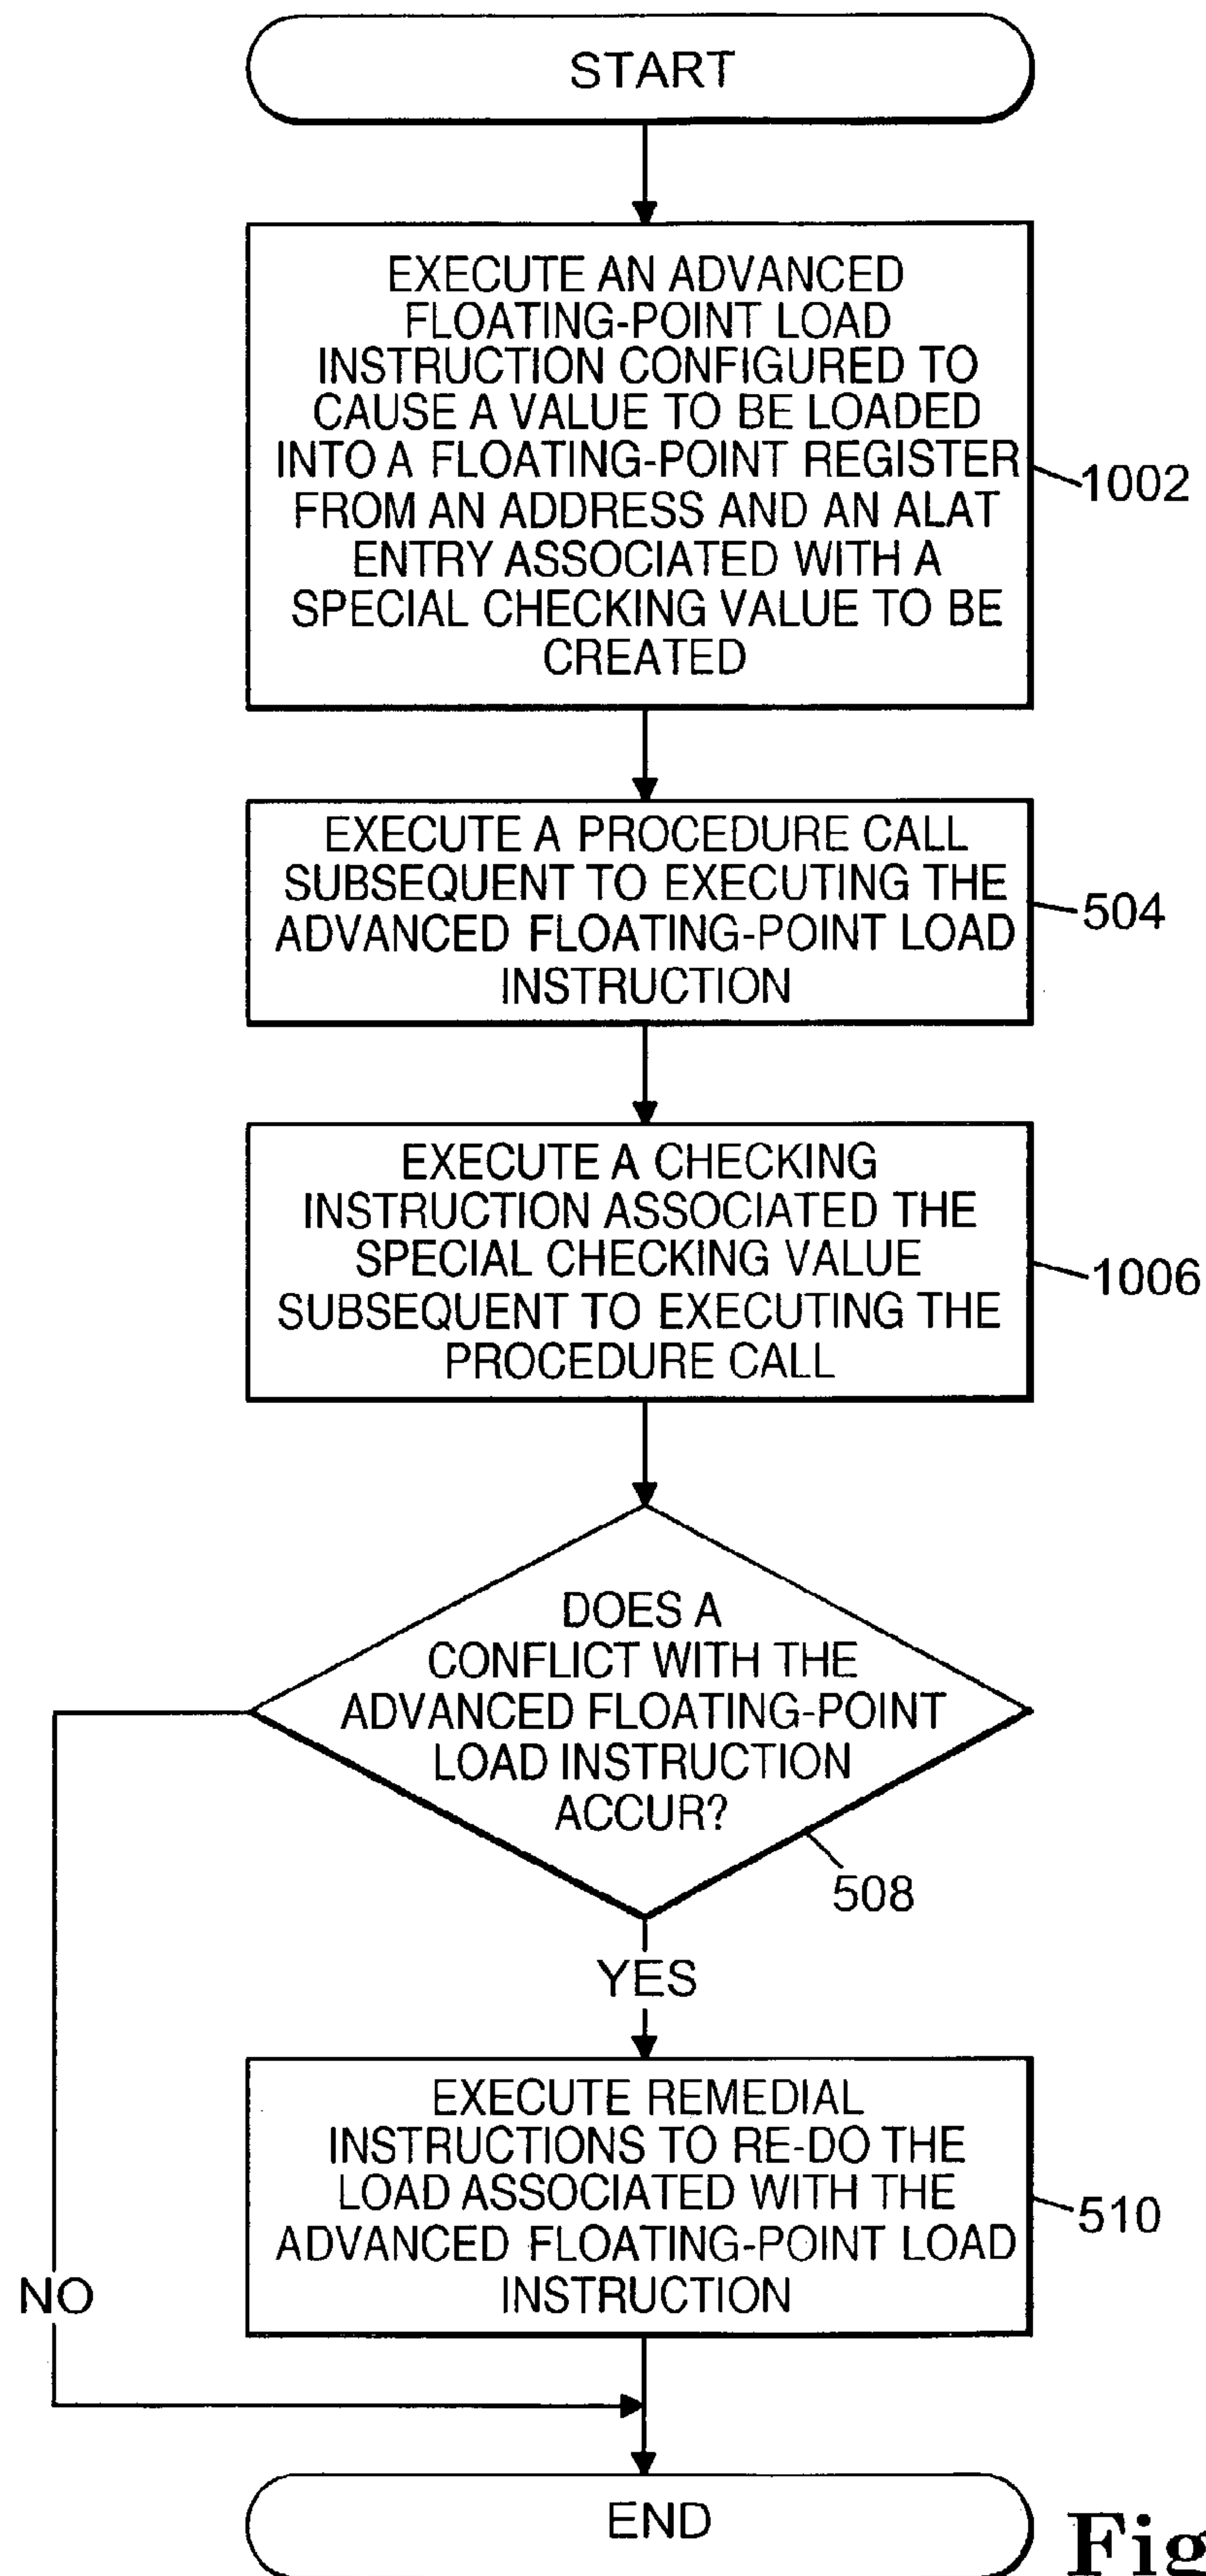 START
EXECUTE AN ADVANCED
FLOATING-POINT LOAD
INSTRUCTION CONFIGURED TO
CAUSE A VALUE TO BE LOADED
INTO A FLOATING-POINT REGISTER
FROM AN ADDRESS AND AN ALAT
ENTRY ASSOCIATED WITH A
SPECIAL CHECKING VALUE TO BE
CREATED
1002
EXECUTE A PROCEDURE CALL
SUBSEQUENT TO EXECUTING THE
ADVANCED FLOATING-POINT LOAD
INSTRUCTION
504
EXECUTE A CHECKING
INSTRUCTION ASSOCIATED THE
SPECIAL CHECKING VALUE
SUBSEQUENT TO EXECUTING THE
PROCEDURE CALL
1006
DOES A
CONFLICT WITH THE
ADVANCED FLOATING-POINT
LOAD INSTRUCTION
ACCUR?
508
YES
EXECUTE REMEDIAL
INSTRUCTIONS TO RE-DO THE
LOAD ASSOCIATED WITH THE
ADVANCED FLOATING-POINT LOAD
INSTRUCTION
510
NO
END
Fig